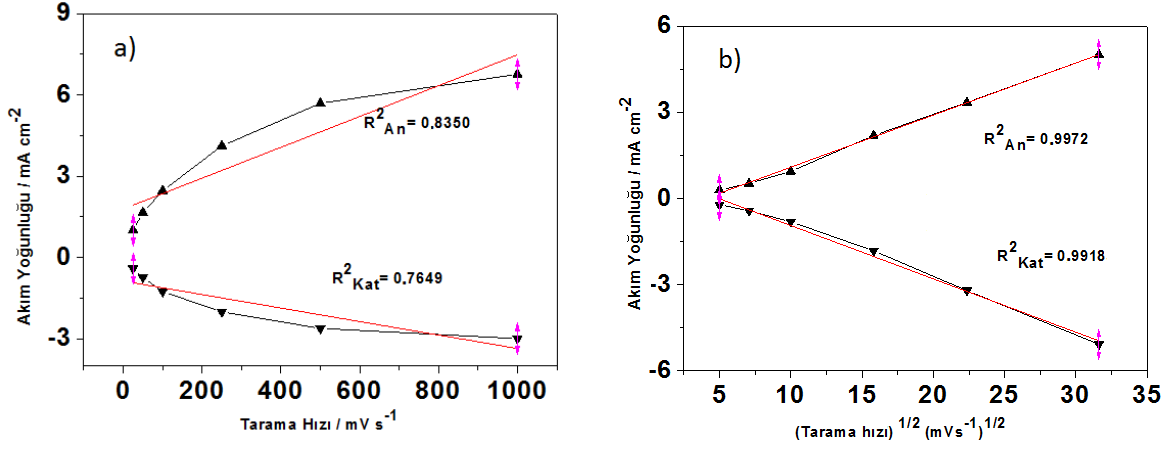 a)
9
6
3
0
-3
Akım Yoğunluğu / mA cm-2
R2An= 0.8350
R2Kat= 0.7649
0 200 400 600 800 1000
Tarama Hızı / mV s-1
b)
6
3
0
-3
-6
Akım Yoğunluğu / mA cm-2
R2An= 0.9972
R2Kat= 0.9918
5 10 15 20 25 30 35
(Tarama hızı) 1/2 (mVs-1)1/2